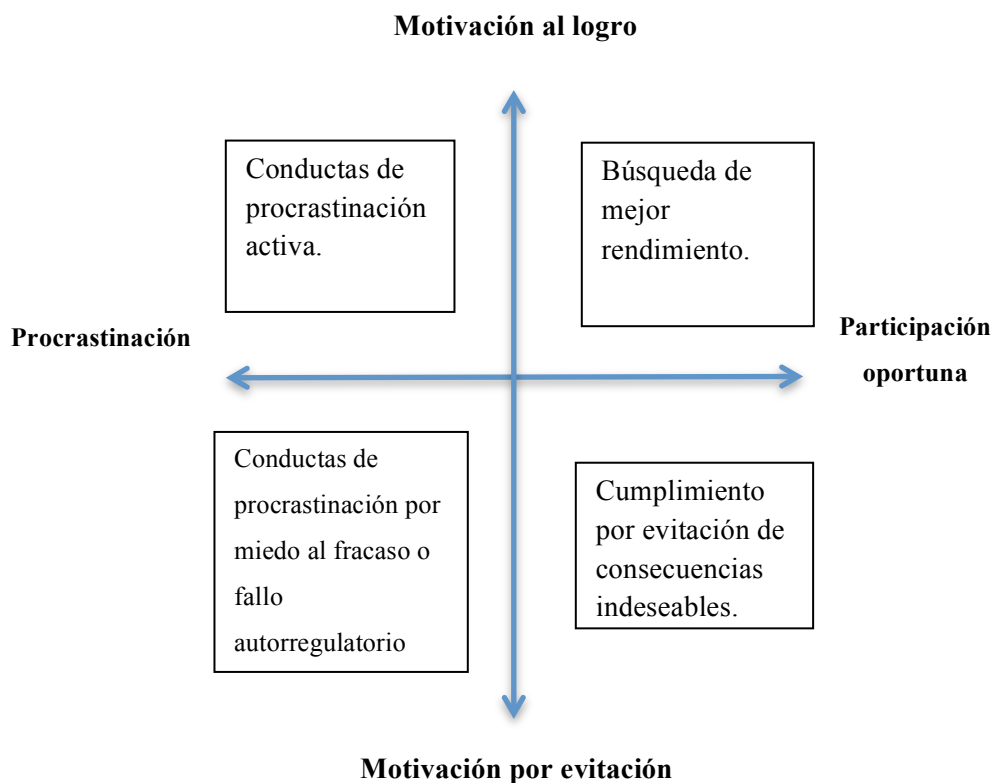 Motivación al logro
Conductas de
procrastinación
activa.
Búsqueda de
mejor
rendimiento.
Procrastinación
Participación
oportuna
Conductas de
procrastinación por
miedo al fracaso o
fallo
autorregulatorio
Cumplimiento
por evitación de
consecuencias
indeseables.
Motivación por evitación